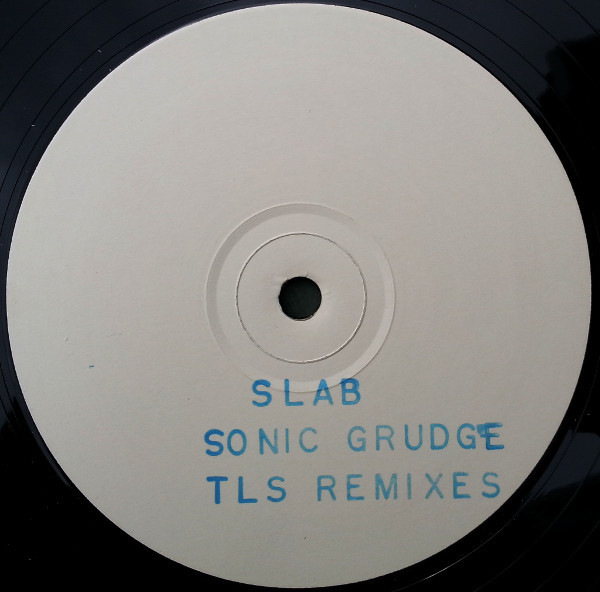 SLAB
SONIC GRUDGE
TLS REMIXES